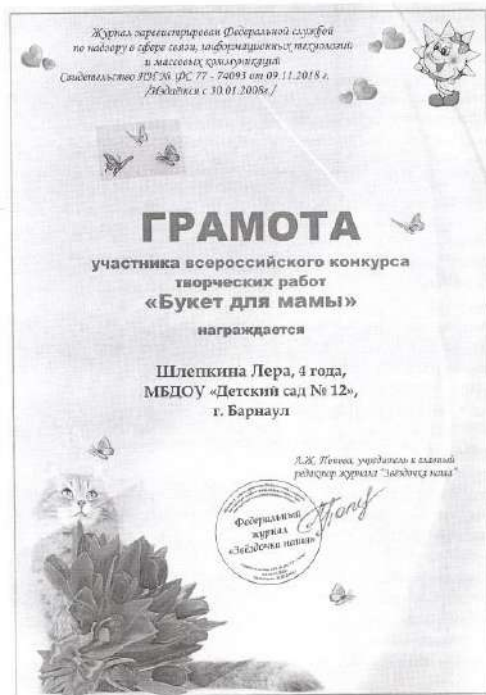 Журнал зарегистрирован Федеральной службой
по надзору в сфере связи, информационных технологий
и массовых коммуникаций
Свидетельство ПИ № ФС 77 - 74093 от 09.11.2018 г.
/Издаётся с 30.01.2008г./
ГРАМОТА
участника всероссийского конкурса
творческих работ
«Букет для мамы»
награждается
Шлепкина Лера, 4 года,
МБДОУ «Детский сад № 12»,
г. Барнаул
Попова, учредитель и главный
редактор журнала "Звёздочка наша"
Федеральный
журнал
«Звёздочка наша»